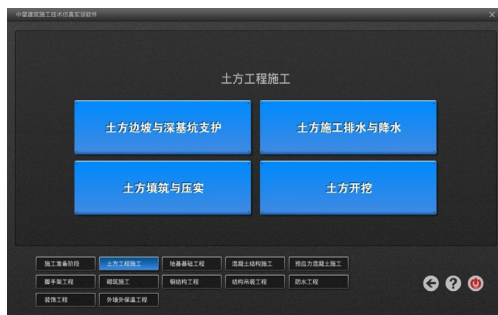 中望建筑施工技术仿真实训软件
土方工程施工
土方边坡与深基坑支护 土方施工排水与降水
土方填筑与压实 土方开挖
施工准备阶段 土方工程施工 地基基础工程 混凝土结构施工 预应力混凝土施工
脚手架工程 砌筑施工 钢结构工程 结构吊装工程 防水工程
装饰工程 外墙外保温工程